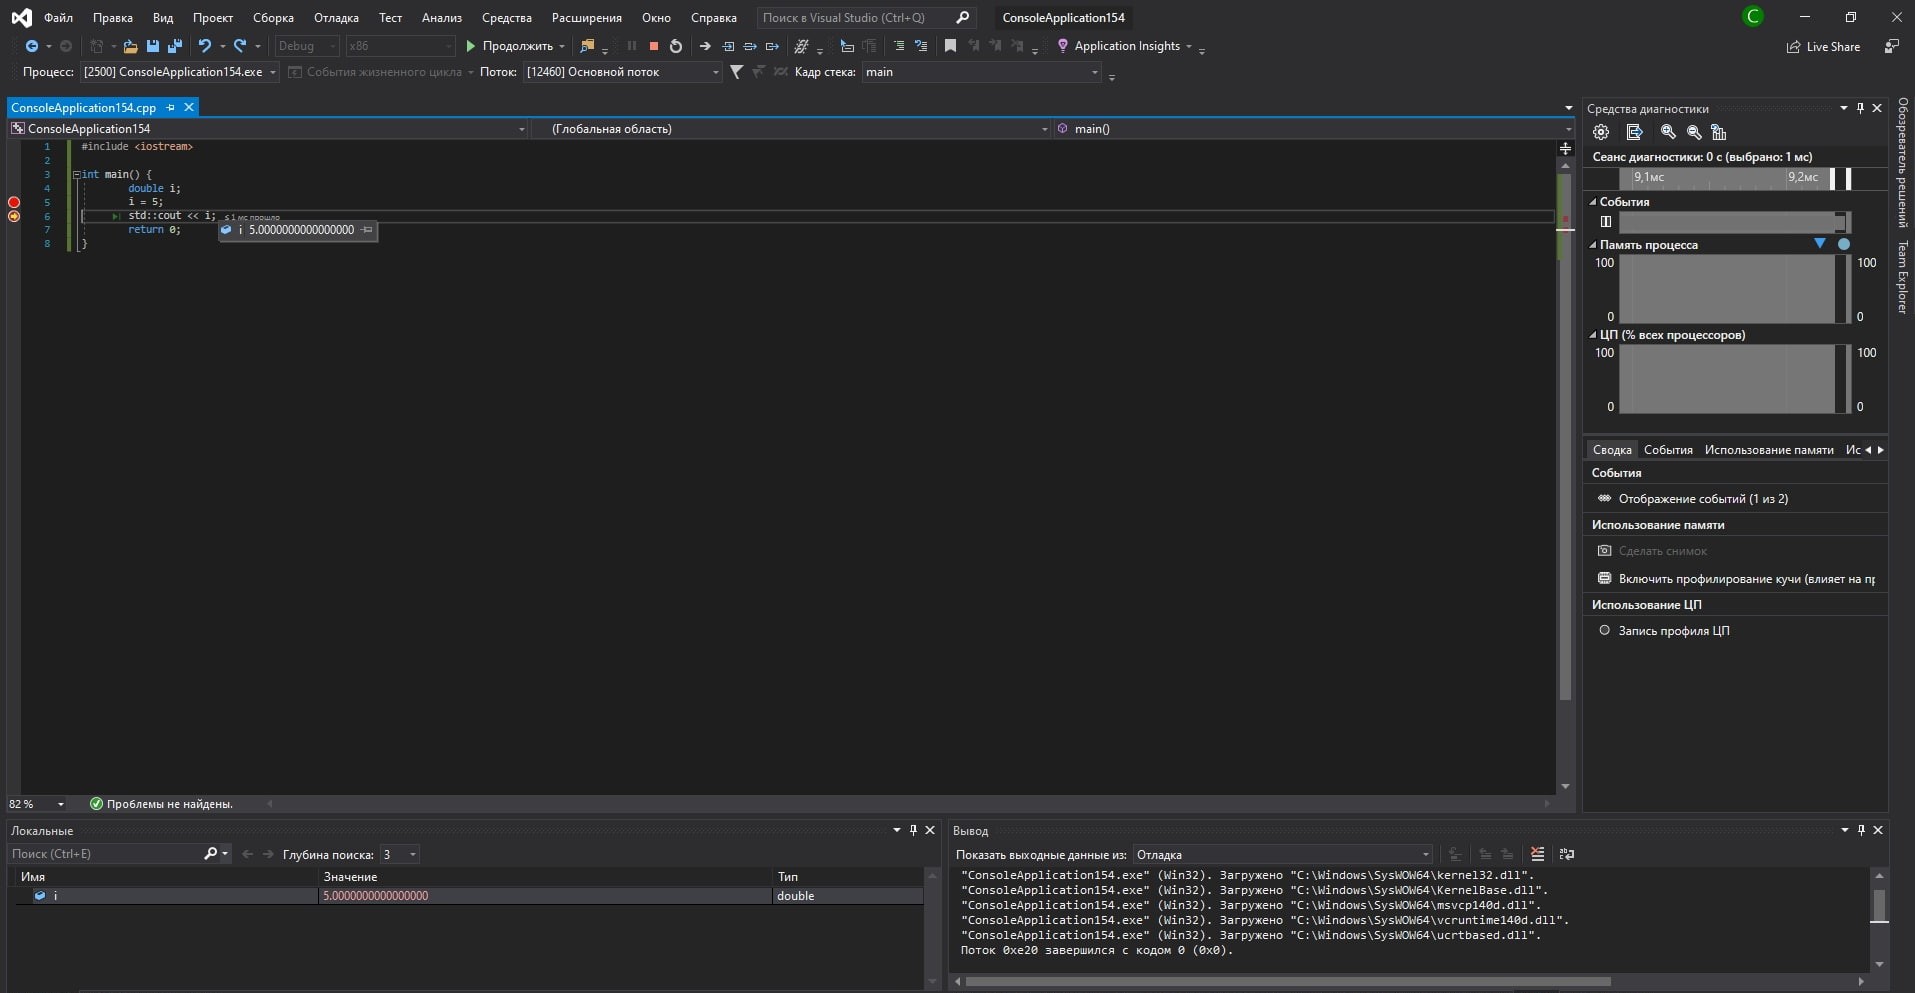 Файл Правка Вид Проект Сборка Отладка Тест Анализ Средства Расширения Окно Справка Поиск в Visual Studio (Ctrl+Q) ConsoleApplication154 C
Debug x86 Продолжить Application Insights Live Share
Процесс: [2500] ConsoleApplication154.exe События жизненного цикла Поток: [12460] Основной поток Кадр стека: main
ConsoleApplication154.cpp
ConsoleApplication154 (Глобальная область) main()
1 #include <iostream>
2
3 int main() {
4 double i;
5 i = 5;
6 std::cout << i; ≤ 1 мс прошло
7 return 0;
8 }
i 5.0000000000000000
82 % Проблемы не найдены.
Средства диагностики
Сеанс диагностики: 0 с (выбрано: 1 мс)
9,1мс 9,2мс
События
Память процесса
100 100
0 0
ЦП (% всех процессоров)
100 100
0 0
Сводка События Использование памяти Ис
События
Отображение событий (1 из 2)
Использование памяти
Сделать снимок
Включить профилирование кучи (влияет на пр
Использование ЦП
Запись профиля ЦП
Обозреватель решений
Team Explorer
Локальные
Поиск (Ctrl+E) Глубина поиска: 3
Имя Значение Тип
i 5.0000000000000000 double
Вывод
Показать выходные данные из: Отладка
"ConsoleApplication154.exe" (Win32). Загружено "C:\Windows\SysWOW64\kernel32.dll".
"ConsoleApplication154.exe" (Win32). Загружено "C:\Windows\SysWOW64\KernelBase.dll".
"ConsoleApplication154.exe" (Win32). Загружено "C:\Windows\SysWOW64\msvcp140d.dll".
"ConsoleApplication154.exe" (Win32). Загружено "C:\Windows\SysWOW64\vcruntime140d.dll".
"ConsoleApplication154.exe" (Win32). Загружено "C:\Windows\SysWOW64\ucrtbased.dll".
Поток 0xe20 завершился с кодом 0 (0x0).